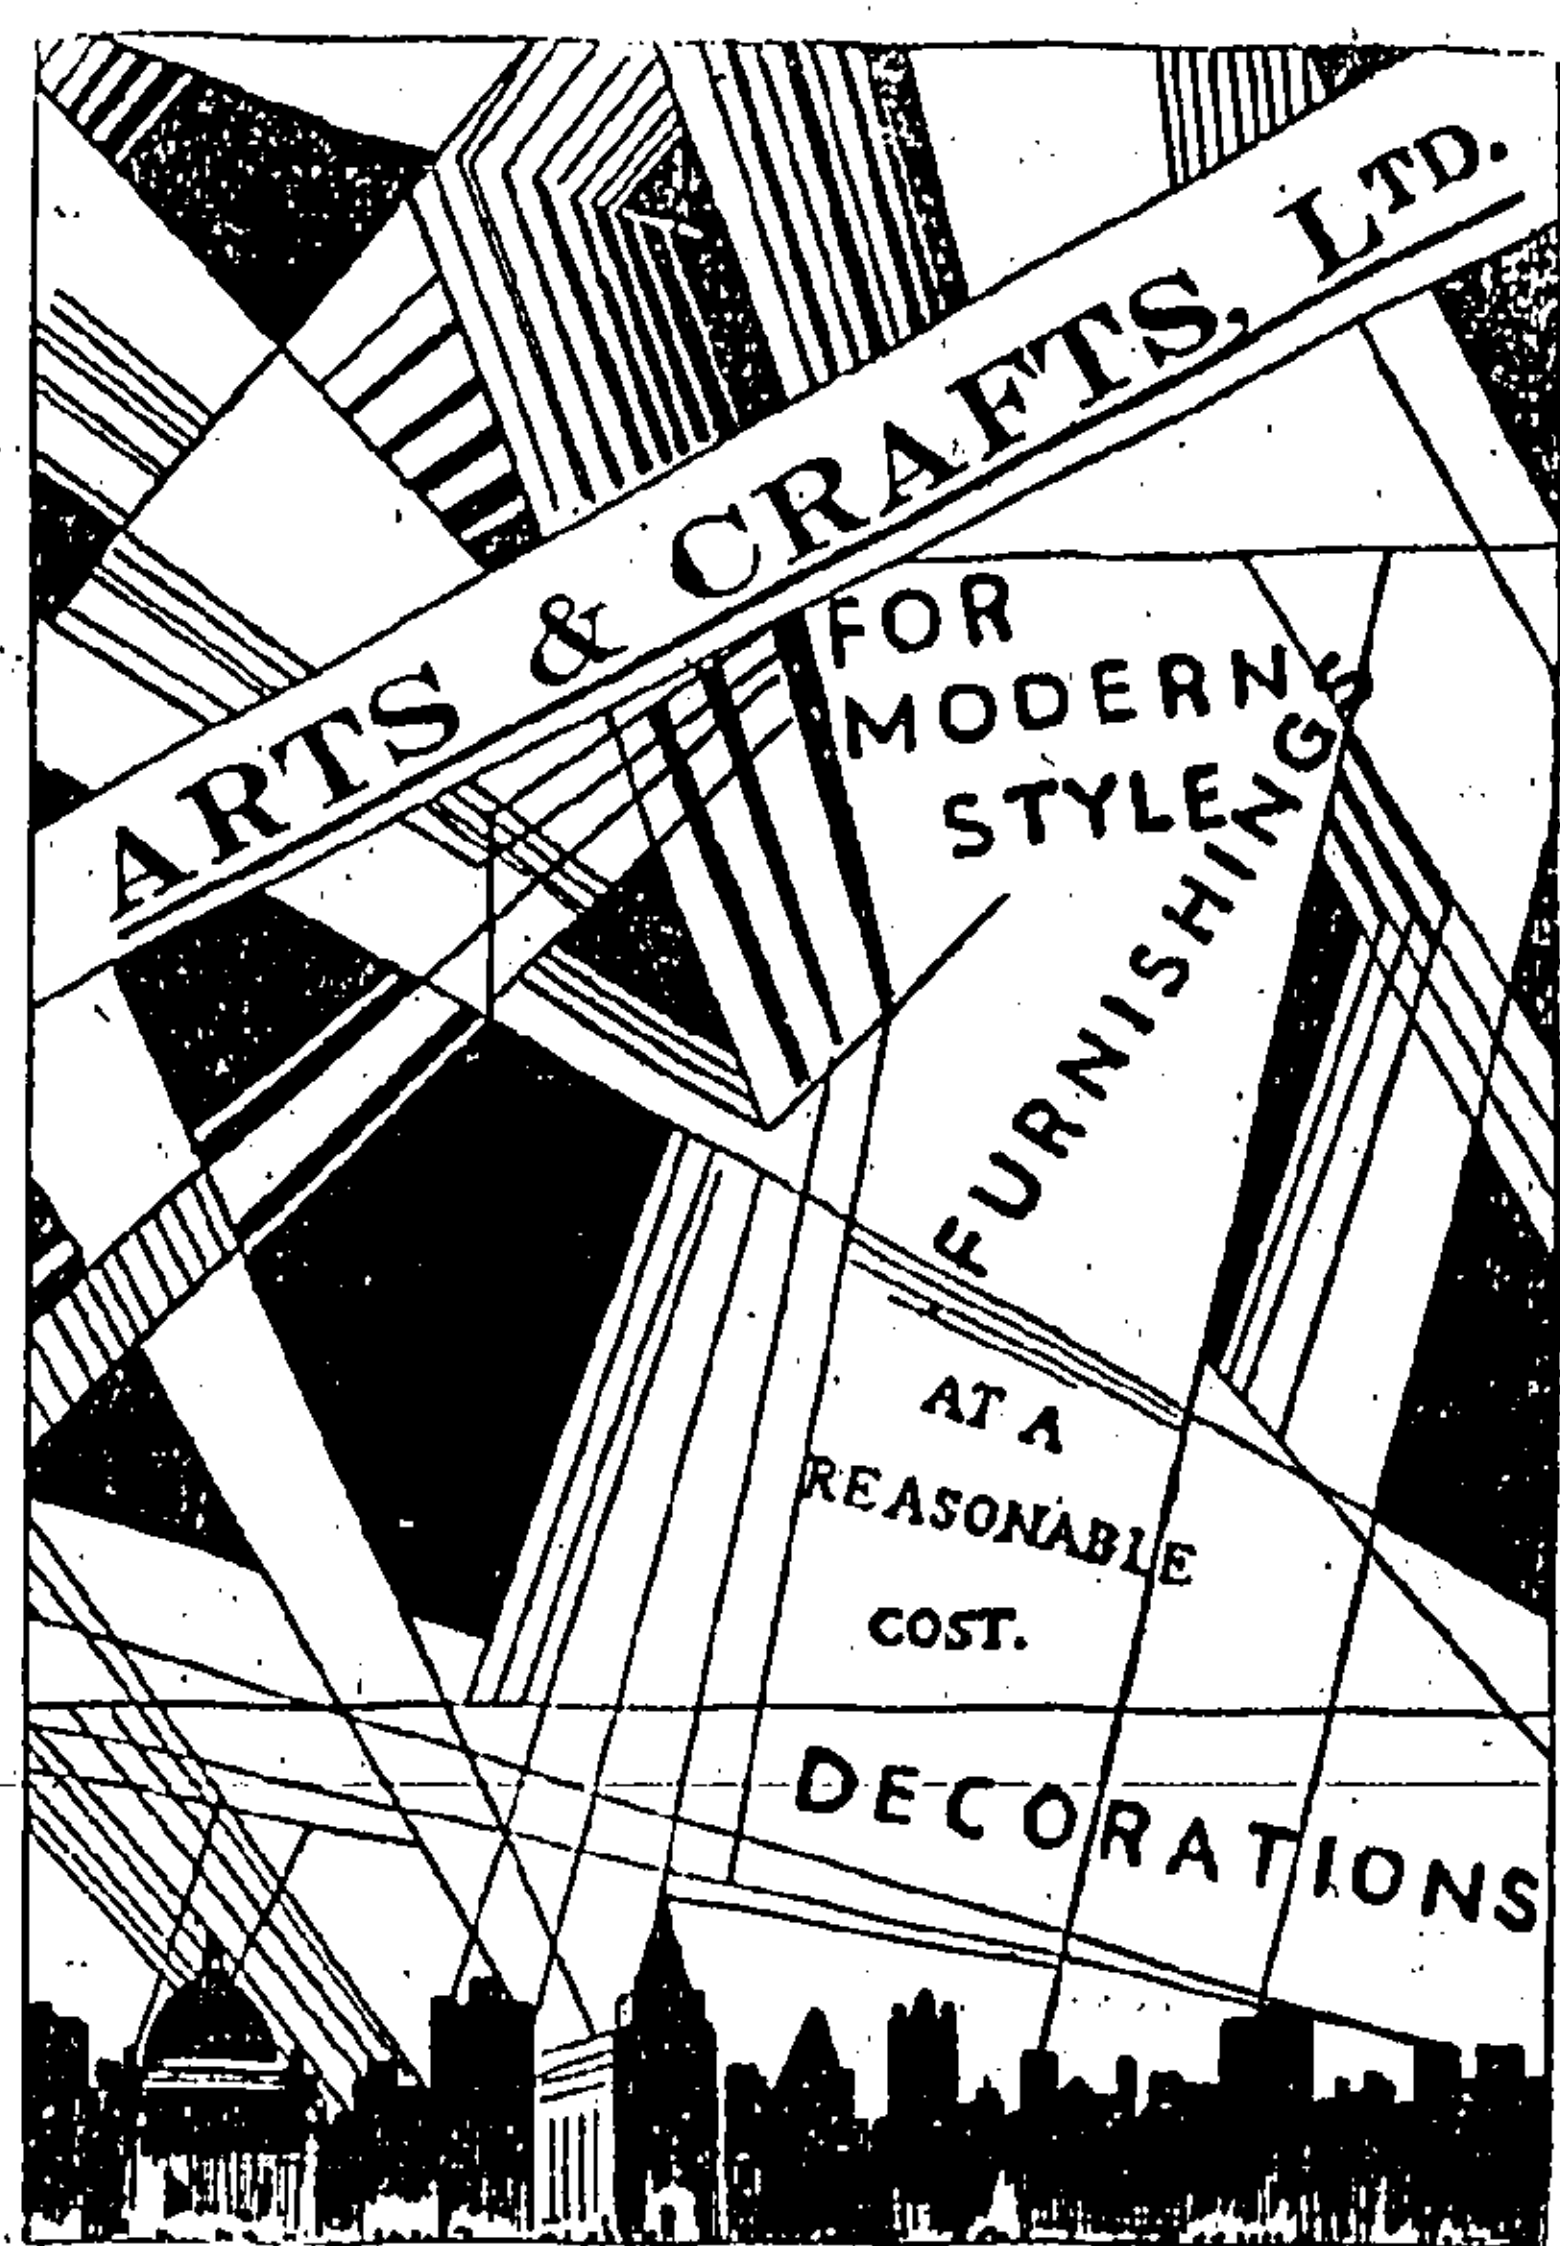 ARTS & CRAFTS, LTD.
FOR
MODERN
STYLE
FURNISHINGS
AT A
REASONABLE
COST.
DECORATIONS